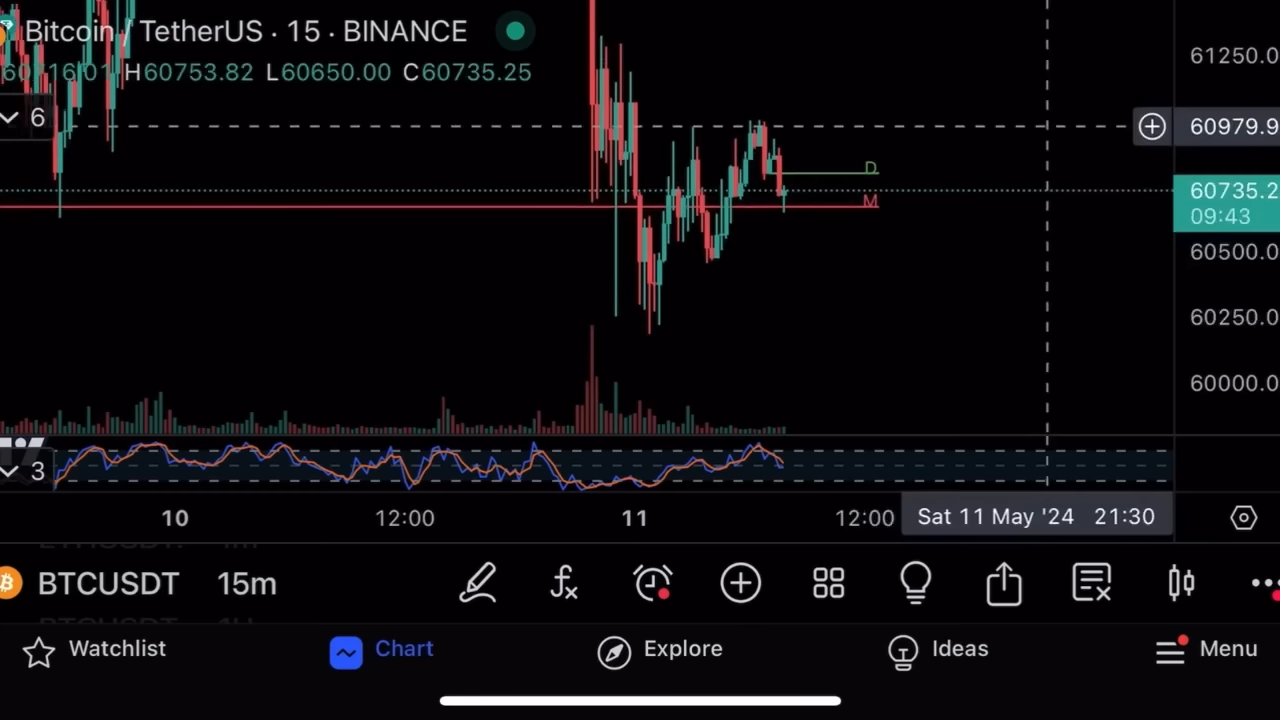 Bitcoin / TetherUS · 15 · BINANCE
H60753.82 L60650.00 C60735.25
61250.0
6
60979.9
D
60735.2
09:43
M
60500.0
60250.0
60000.0
3
10 12:00 11 12:00 Sat 11 May '24 21:30
BTCUSDT 15m
Watchlist Chart Explore Ideas Menu